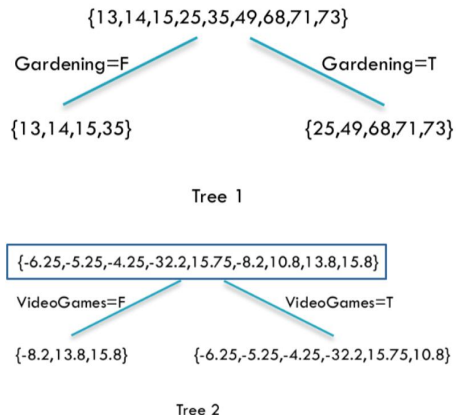 {13,14,15,25,35,49,68,71,73}
Gardening=F Gardening=T
{13,14,15,35} {25,49,68,71,73}
Tree 1
{-6.25,-5.25,-4.25,-32.2,15.75,-8.2,10.8,13.8,15.8}
VideoGames=F VideoGames=T
{-8.2,13.8,15.8} {-6.25,-5.25,-4.25,-32.2,15.75,10.8}
Tree 2